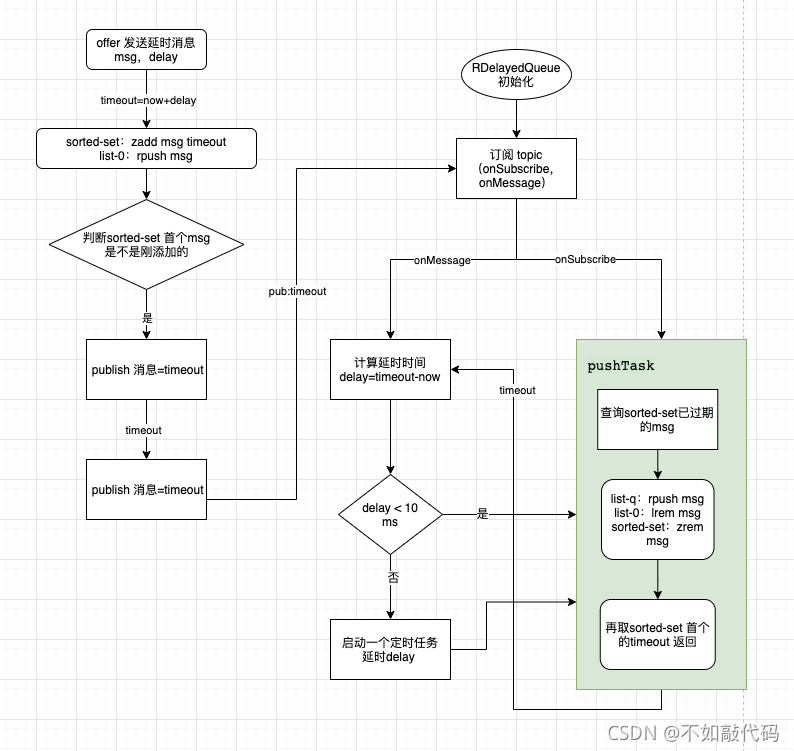 offer 发送延时消息
msg，delay
timeout=now+delay
sorted-set：zadd msg timeout
list-0：rpush msg
判断sorted-set 首个msg
是不是刚添加的
是
publish 消息=timeout
timeout
publish 消息=timeout
pub:timeout
RDelayedQueue
初始化
订阅 topic
（onSubscribe，
onMessage）
onMessage
onSubscribe
计算延时时间
delay=timeout-now
delay < 10
ms
是
否
启动一个定时任务
延时delay
timeout
pushTask
查询sorted-set已过期
的msg
list-q：rpush msg
list-0：lrem msg
sorted-set：zrem
msg
再取sorted-set 首个
的timeout 返回
CSDN @不如敲代码